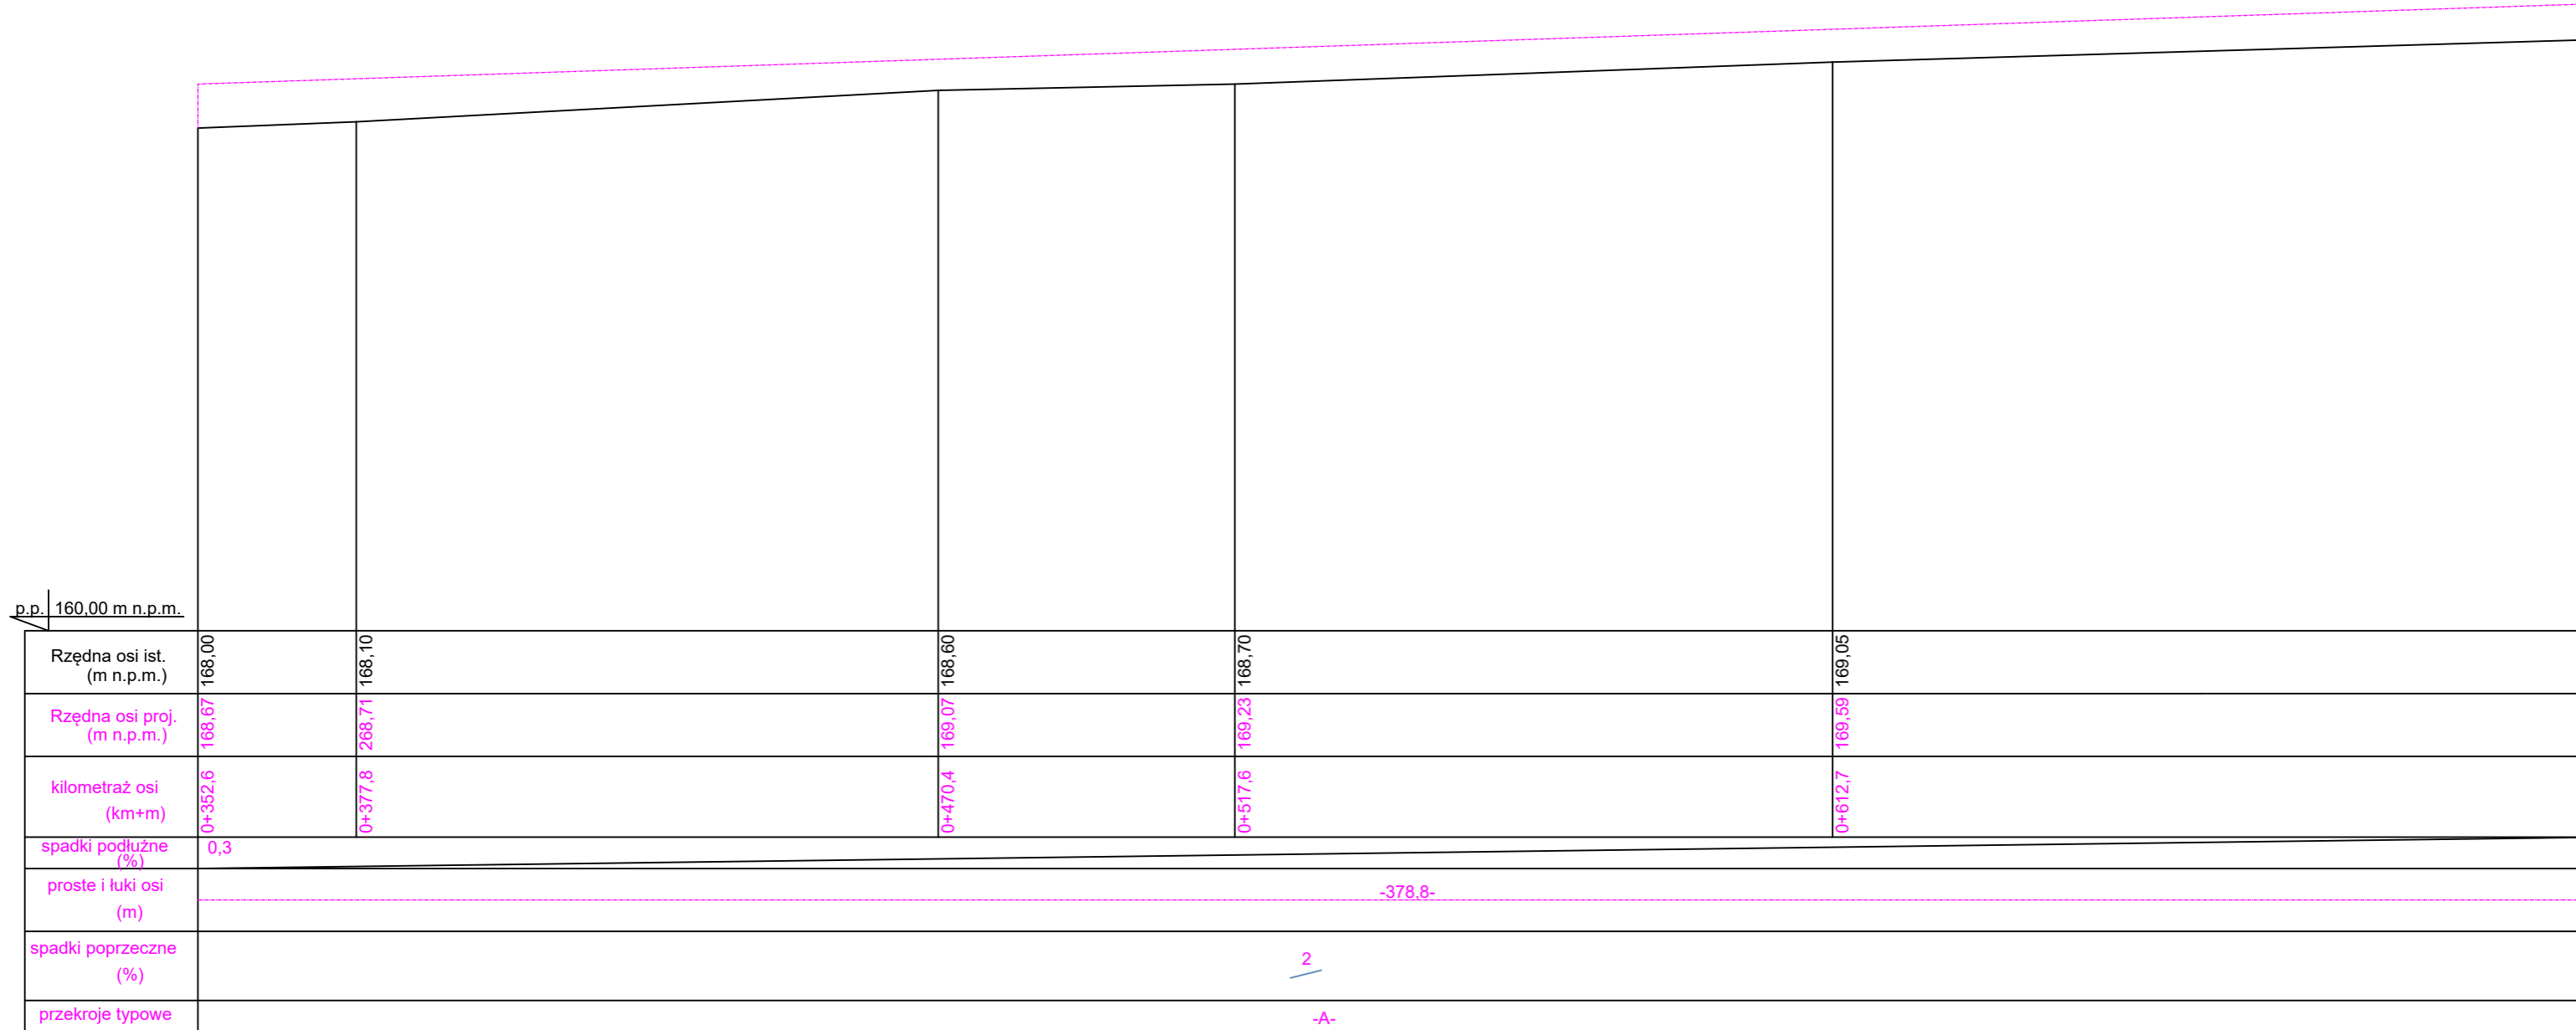 p.p. 160,00 m n.p.m.
Rzędna osi ist.
(m n.p.m.)
168,00
168,10
168,60
168,70
169,05
Rzędna osi proj.
(m n.p.m.)
168,67
268,71
169,07
169,23
169,59
kilometraż osi
(km+m)
0+352,6
0+377,8
0+470,4
0+517,6
0+612,7
spadki podłużne
(%)
0,3
proste i łuki osi
(m)
-378,8-
spadki poprzeczne
(%)
2
przekroje typowe
-A-